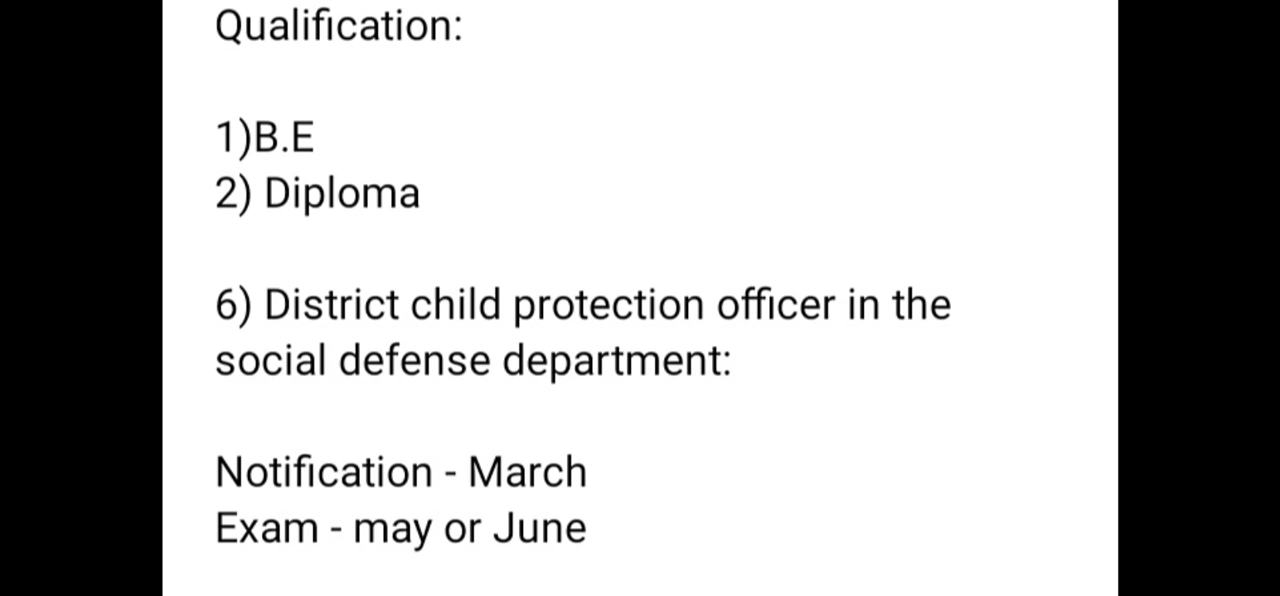 Qualification:
1)B.E
2) Diploma
6) District child protection officer in the
social defense department:
Notification - March
Exam - may or June